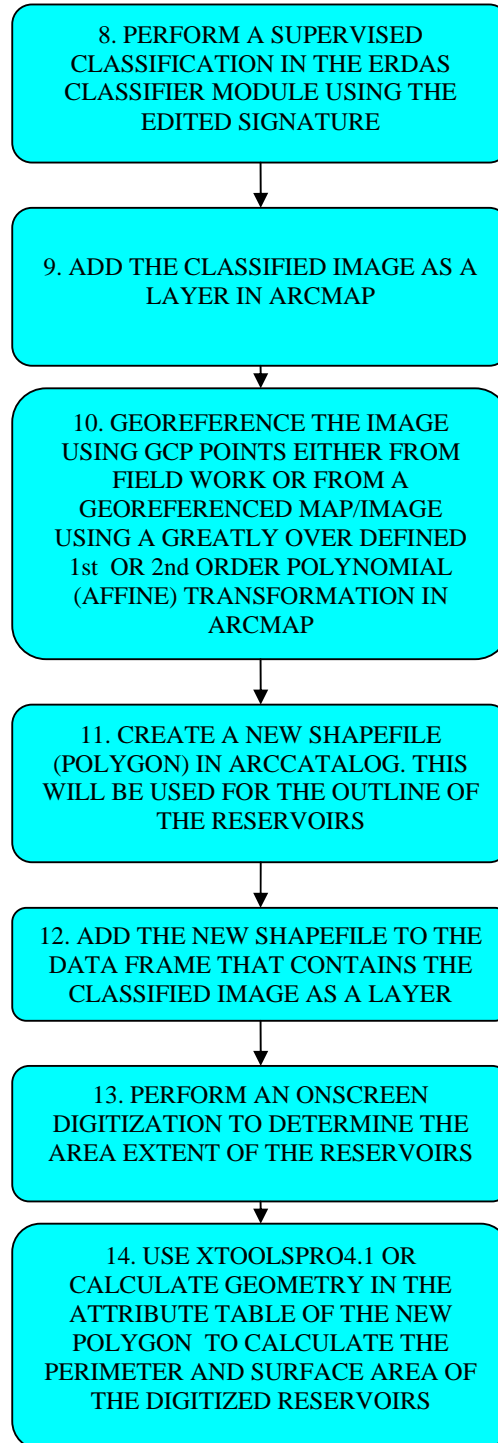 8. PERFORM A SUPERVISED
CLASSIFICATION IN THE ERDAS
CLASSIFIER MODULE USING THE
EDITED SIGNATURE
9. ADD THE CLASSIFIED IMAGE AS A
LAYER IN ARCMAP
10. GEOREFERENCE THE IMAGE
USING GCP POINTS EITHER FROM
FIELD WORK OR FROM A
GEOREFERENCED MAP/IMAGE
USING A GREATLY OVER DEFINED
1st OR 2nd ORDER POLYNOMIAL
(AFFINE) TRANSFORMATION IN
ARCMAP
11. CREATE A NEW SHAPEFILE
(POLYGON) IN ARCCATALOG. THIS
WILL BE USED FOR THE OUTLINE OF
THE RESERVOIRS
12. ADD THE NEW SHAPEFILE TO THE
DATA FRAME THAT CONTAINS THE
CLASSIFIED IMAGE AS A LAYER
13. PERFORM AN ONSCREEN
DIGITIZATION TO DETERMINE THE
AREA EXTENT OF THE RESERVOIRS
14. USE XTOOLSPRO4.1 OR
CALCULATE GEOMETRY IN THE
ATTRIBUTE TABLE OF THE NEW
POLYGON TO CALCULATE THE
PERIMETER AND SURFACE AREA OF
THE DIGITIZED RESERVOIRS